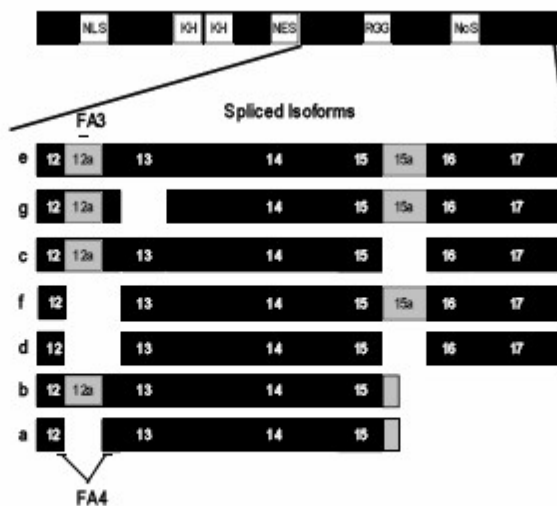 NLS KH KH NES RGG NoS
FA3 Spliced Isoforms
e 12 12a 13 14 15 15a 16 17
g 12 12a 14 15 15a 16 17
c 12 12a 13 14 15 16 17
f 12 13 14 15 15a 16 17
d 12 13 14 15 16 17
b 12 12a 13 14 15
a 12 13 14 15
FA4